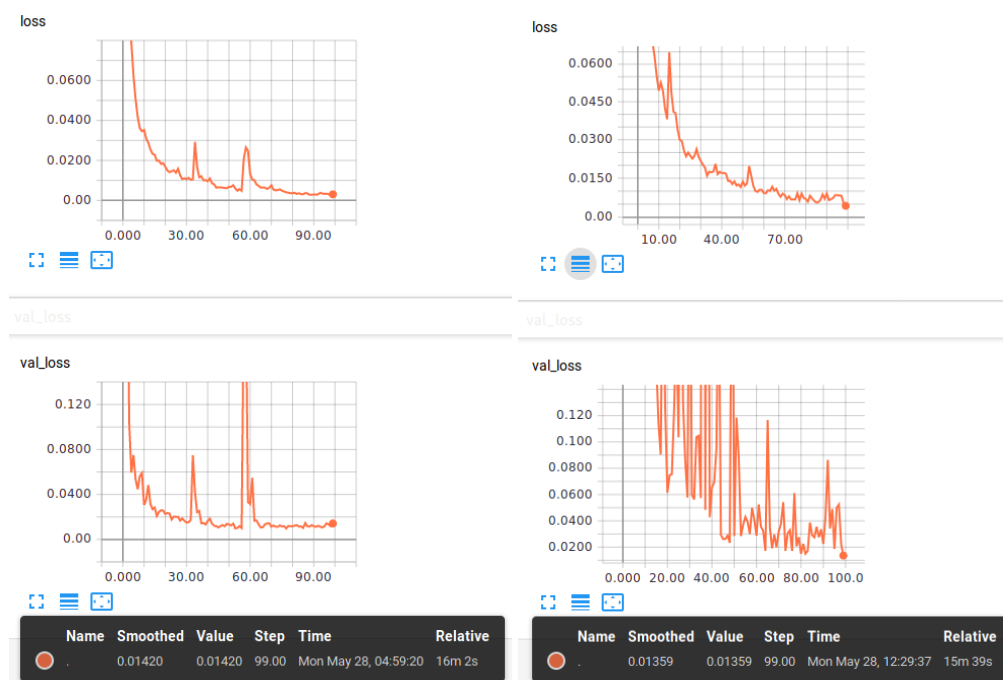 loss
0.0600
0.0400
0.0200
0.00
0.000 30.00 60.00 90.00
val_loss
val_loss
0.120
0.0800
0.0400
0.00
0.000 30.00 60.00 90.00
Name Smoothed Value Step Time Relative
. 0.01420 0.01420 99.00 Mon May 28, 04:59:20 16m 2s
loss
0.0600
0.0450
0.0300
0.0150
0.00
10.00 40.00 70.00
val_loss
val_loss
0.120
0.100
0.0800
0.0600
0.0400
0.0200
0.000 20.00 40.00 60.00 80.00 100.0
Name Smoothed Value Step Time Relative
. 0.01359 0.01359 99.00 Mon May 28, 12:29:37 15m 39s